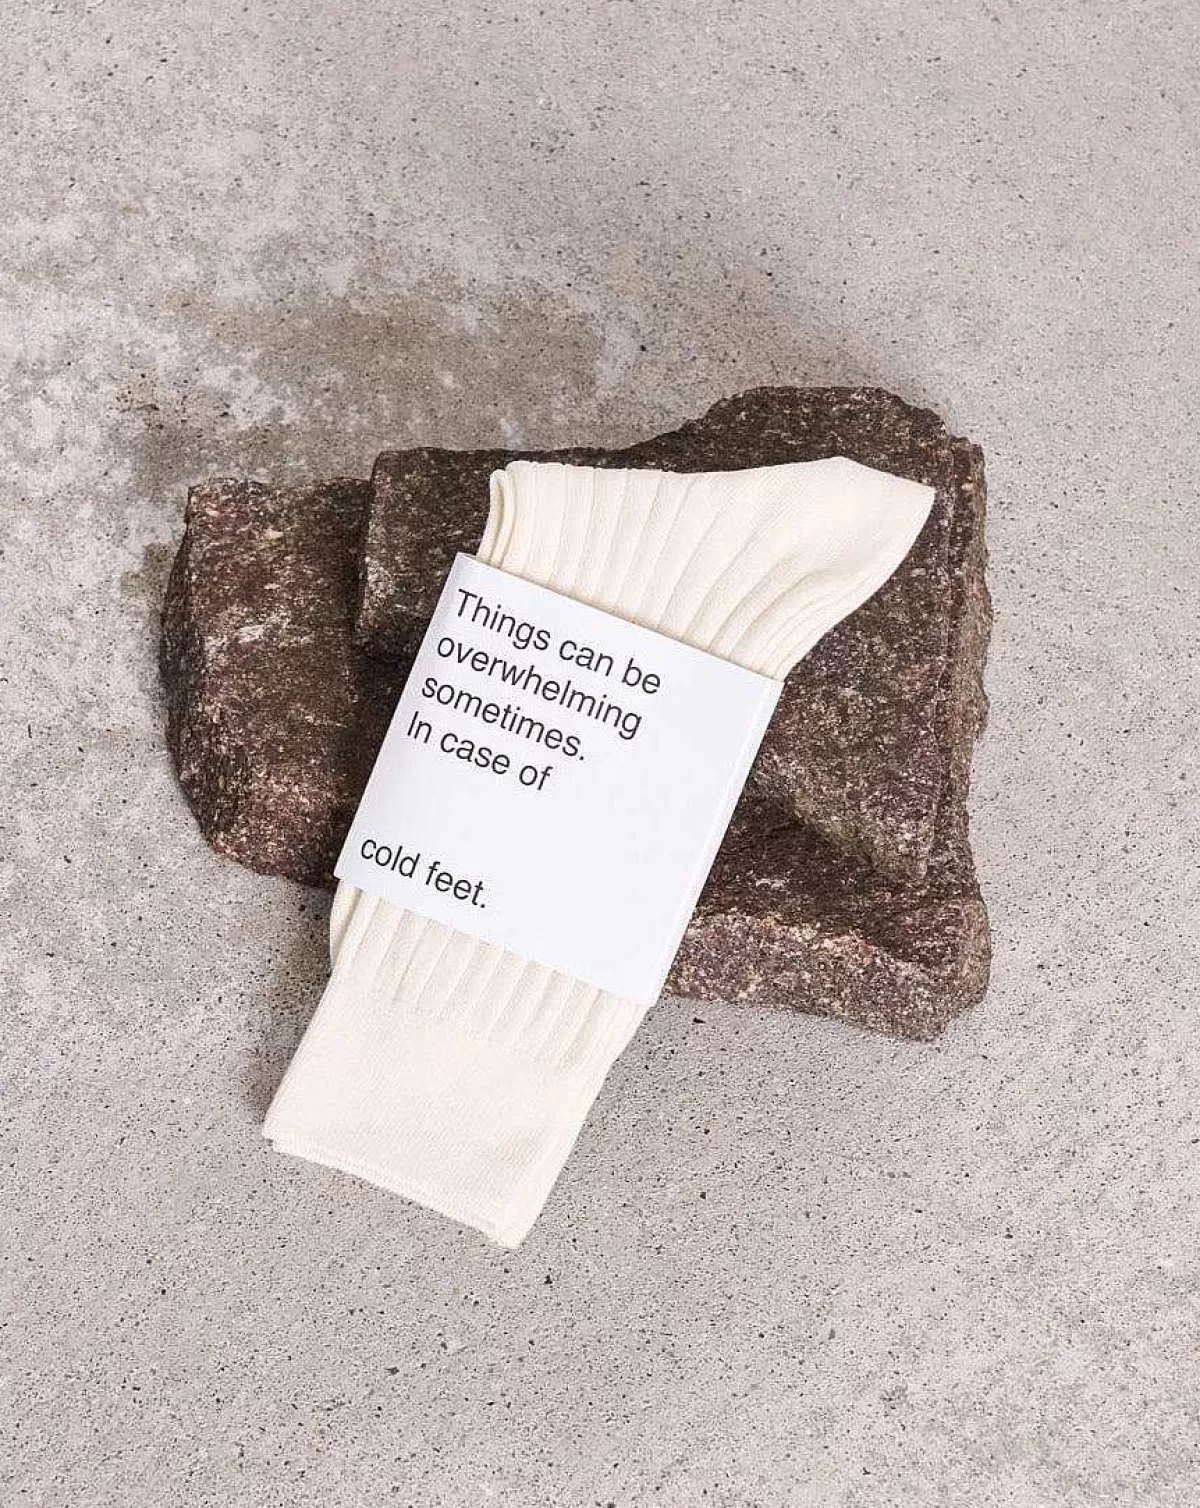 Things can be
overwhelming
sometimes.
In case of
cold feet.